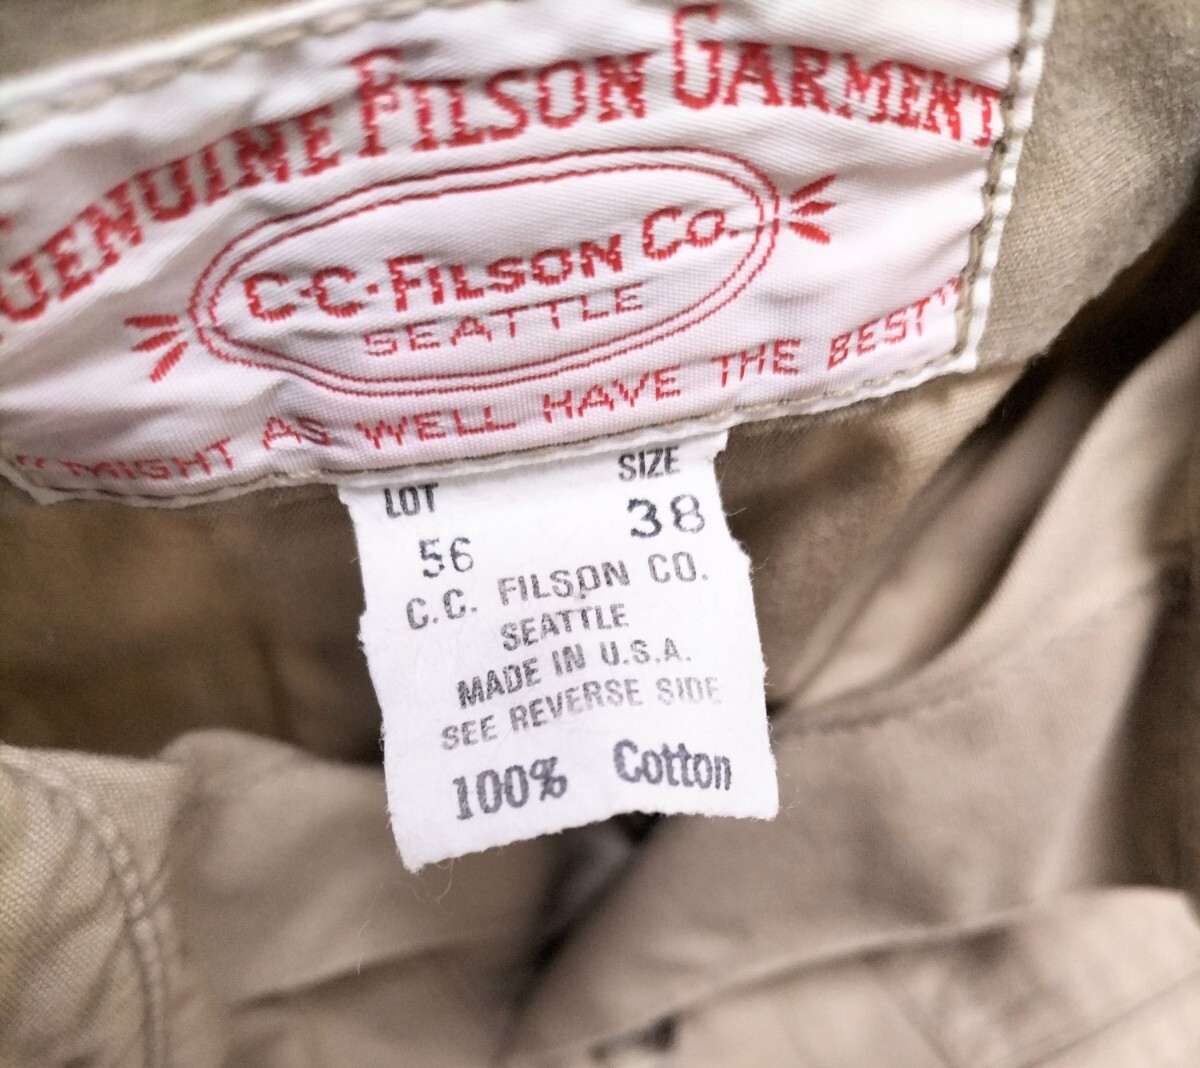 GENUINE FILSON GARMENT
C·C·FILSON CO.
SEATTLE
"MIGHT AS WELL HAVE THE BEST"
LOT SIZE
56 38
C.C. FILSON CO.
SEATTLE
MADE IN U.S.A.
SEE REVERSE SIDE
100% Cotton